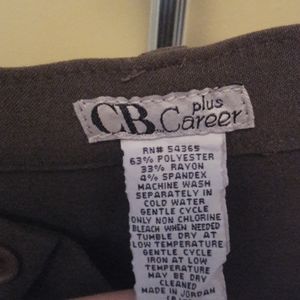 CB plus
Career
RN# 54365
63% POLYESTER
33% RAYON
4% SPANDEX
MACHINE WASH
SEPARATELY IN
COLD WATER
GENTLE CYCLE
ONLY NON CHLORINE
BLEACH WHEN NEEDED
TUMBLE DRY AT
LOW TEMPERATURE
GENTLE CYCLE
IRON AT LOW
TEMPERATURE
MAY BE DRY
CLEANED
MADE IN JORDAN